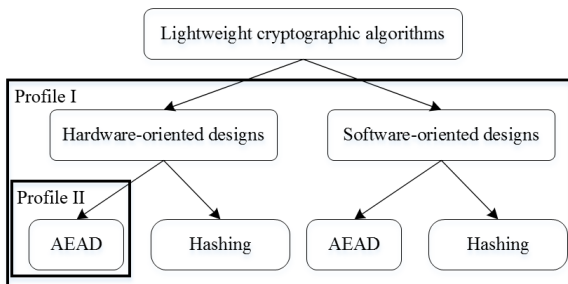 Lightweight cryptographic algorithms
Profile I
Hardware-oriented designs
Software-oriented designs
Profile II
AEAD
Hashing
AEAD
Hashing